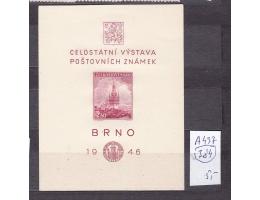 CELOSTÁTNÍ VÝSTAVA
POŠTOVNÍCH ZNÁMEK
BRNO
1946
A437